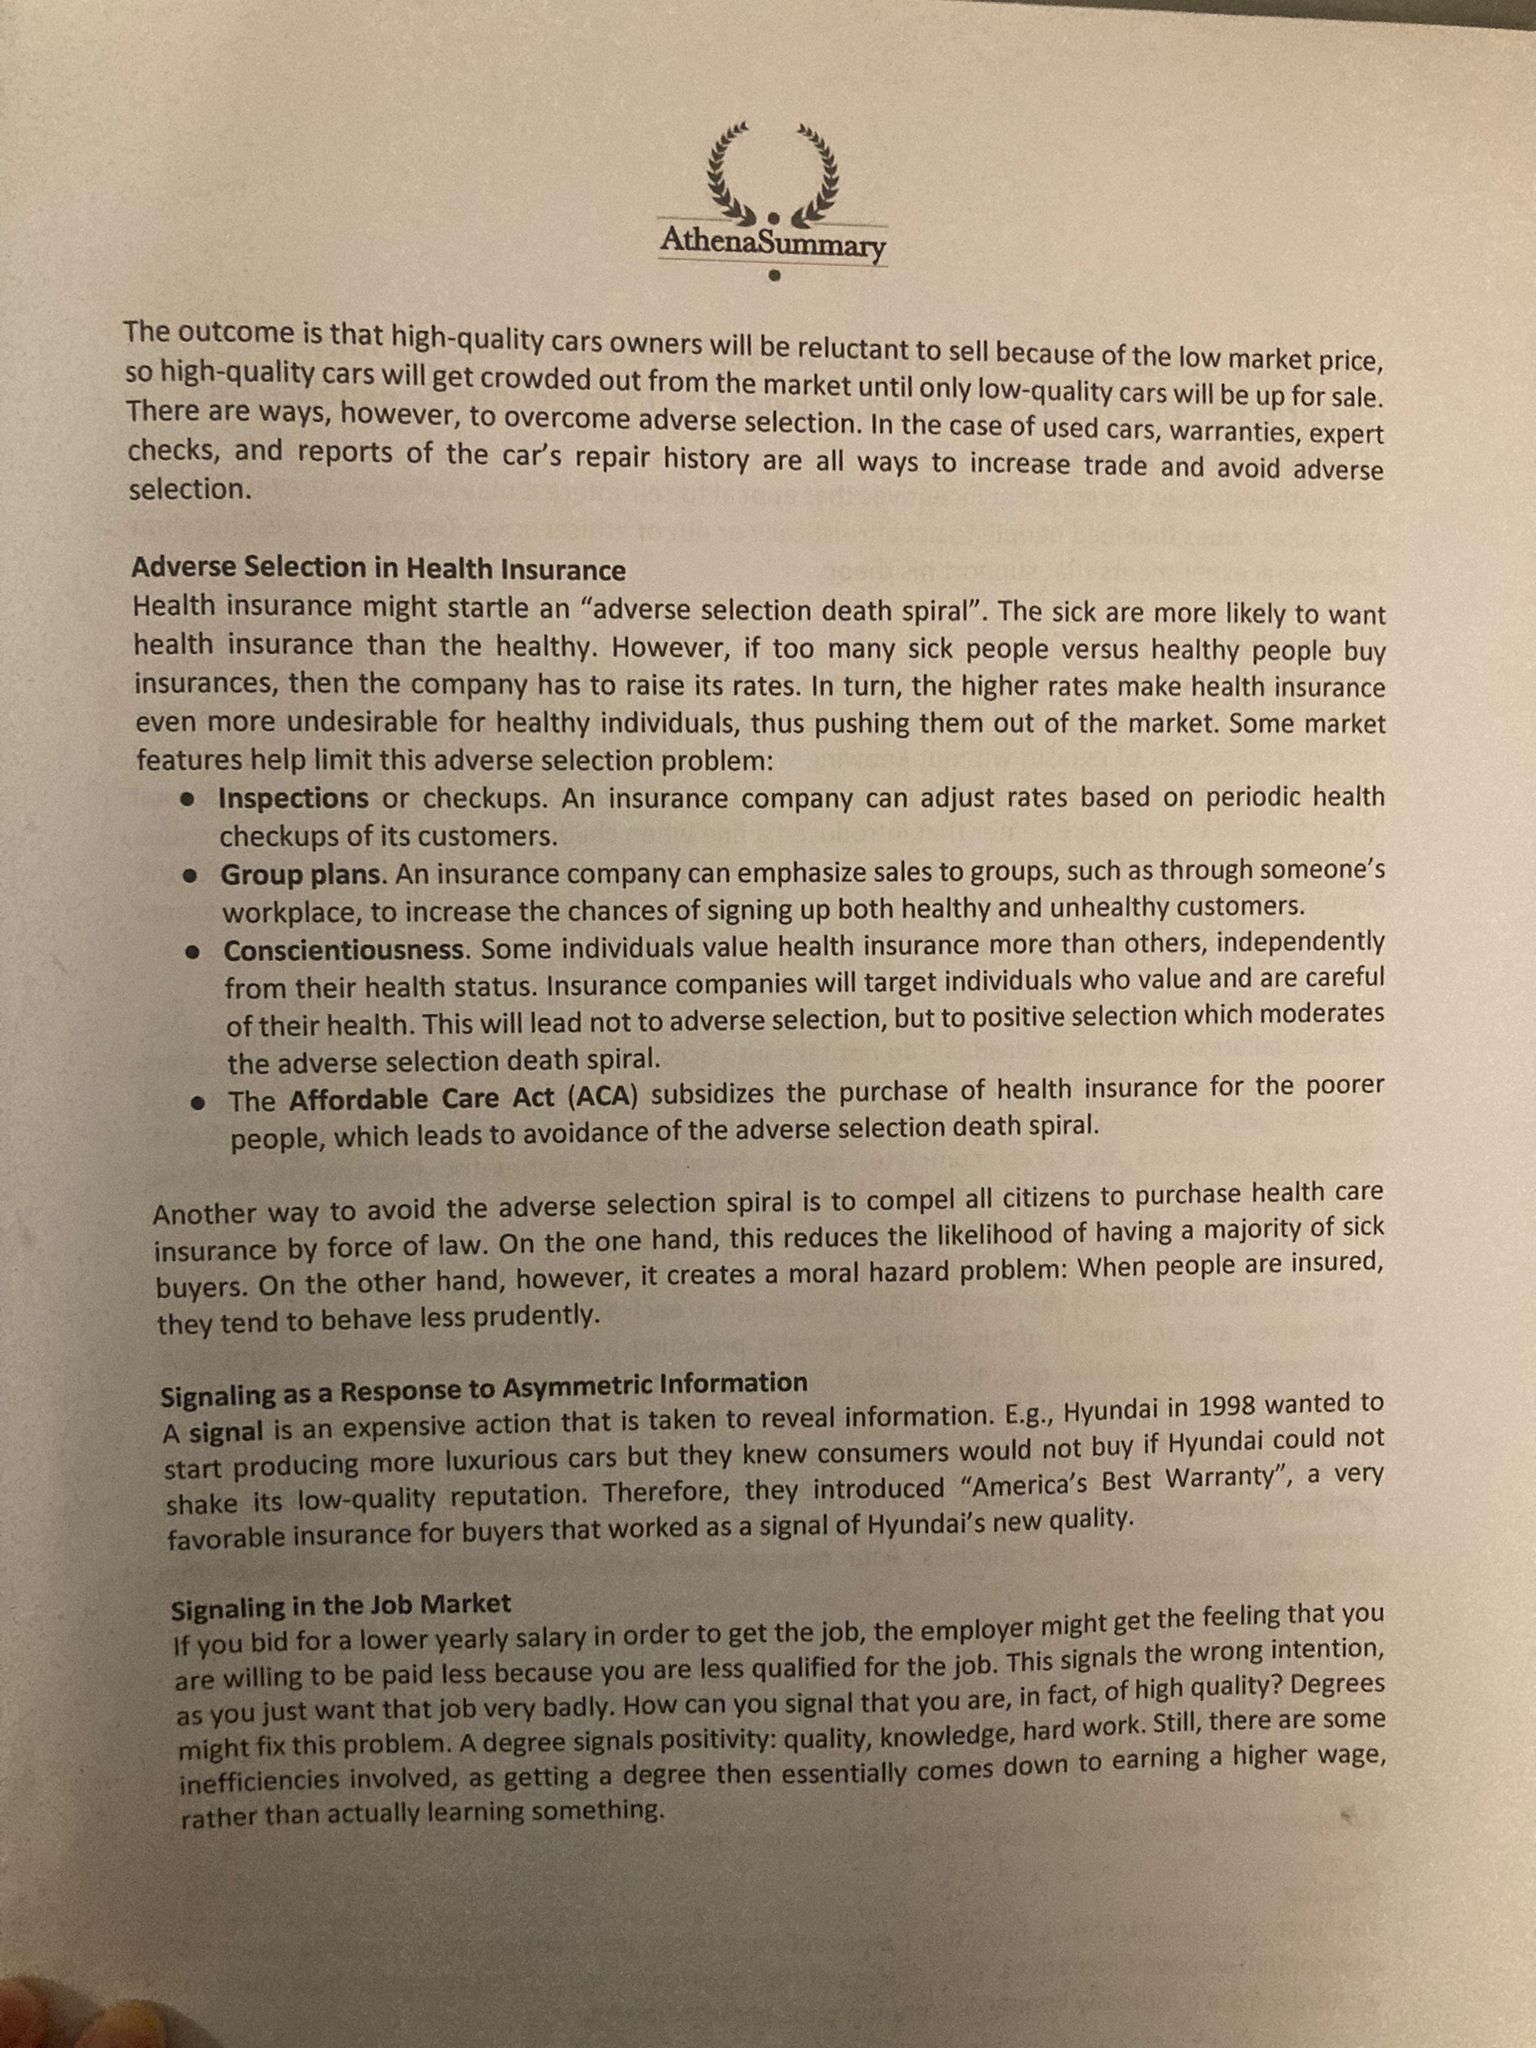 AthenaSummary
The outcome is that high-quality cars owners will be reluctant to sell because of the low market price,
so high-quality cars will get crowded out from the market until only low-quality cars will be up for sale.
There are ways, however, to overcome adverse selection. In the case of used cars, warranties, expert
checks, and reports of the car's repair history are all ways to increase trade and avoid adverse
selection.
Adverse Selection in Health Insurance
Health insurance might startle an “adverse selection death spiral”. The sick are more likely to want
health insurance than the healthy. However, if too many sick people versus healthy people buy
insurances, then the company has to raise its rates. In turn, the higher rates make health insurance
even more undesirable for healthy individuals, thus pushing them out of the market. Some market
features help limit this adverse selection problem:
● Inspections or checkups. An insurance company can adjust rates based on periodic health
checkups of its customers.
● Group plans. An insurance company can emphasize sales to groups, such as through someone's
workplace, to increase the chances of signing up both healthy and unhealthy customers.
● Conscientiousness. Some individuals value health insurance more than others, independently
from their health status. Insurance companies will target individuals who value and are careful
of their health. This will lead not to adverse selection, but to positive selection which moderates
the adverse selection death spiral.
● The Affordable Care Act (ACA) subsidizes the purchase of health insurance for the poorer
people, which leads to avoidance of the adverse selection death spiral.
Another way to avoid the adverse selection spiral is to compel all citizens to purchase health care
insurance by force of law. On the one hand, this reduces the likelihood of having a majority of sick
buyers. On the other hand, however, it creates a moral hazard problem: When people are insured,
they tend to behave less prudently.
Signaling as a Response to Asymmetric Information
A signal is an expensive action that is taken to reveal information. E.g., Hyundai in 1998 wanted to
start producing more luxurious cars but they knew consumers would not buy if Hyundai could not
shake its low-quality reputation. Therefore, they introduced “America's Best Warranty”, a very
favorable insurance for buyers that worked as a signal of Hyundai's new quality.
Signaling in the Job Market
If you bid for a lower yearly salary in order to get the job, the employer might get the feeling that you
are willing to be paid less because you are less qualified for the job. This signals the wrong intention,
as you just want that job very badly. How can you signal that you are, in fact, of high quality? Degrees
might fix this problem. A degree signals positivity: quality, knowledge, hard work. Still, there are some
inefficiencies involved, as getting a degree then essentially comes down to earning a higher wage,
rather than actually learning something.